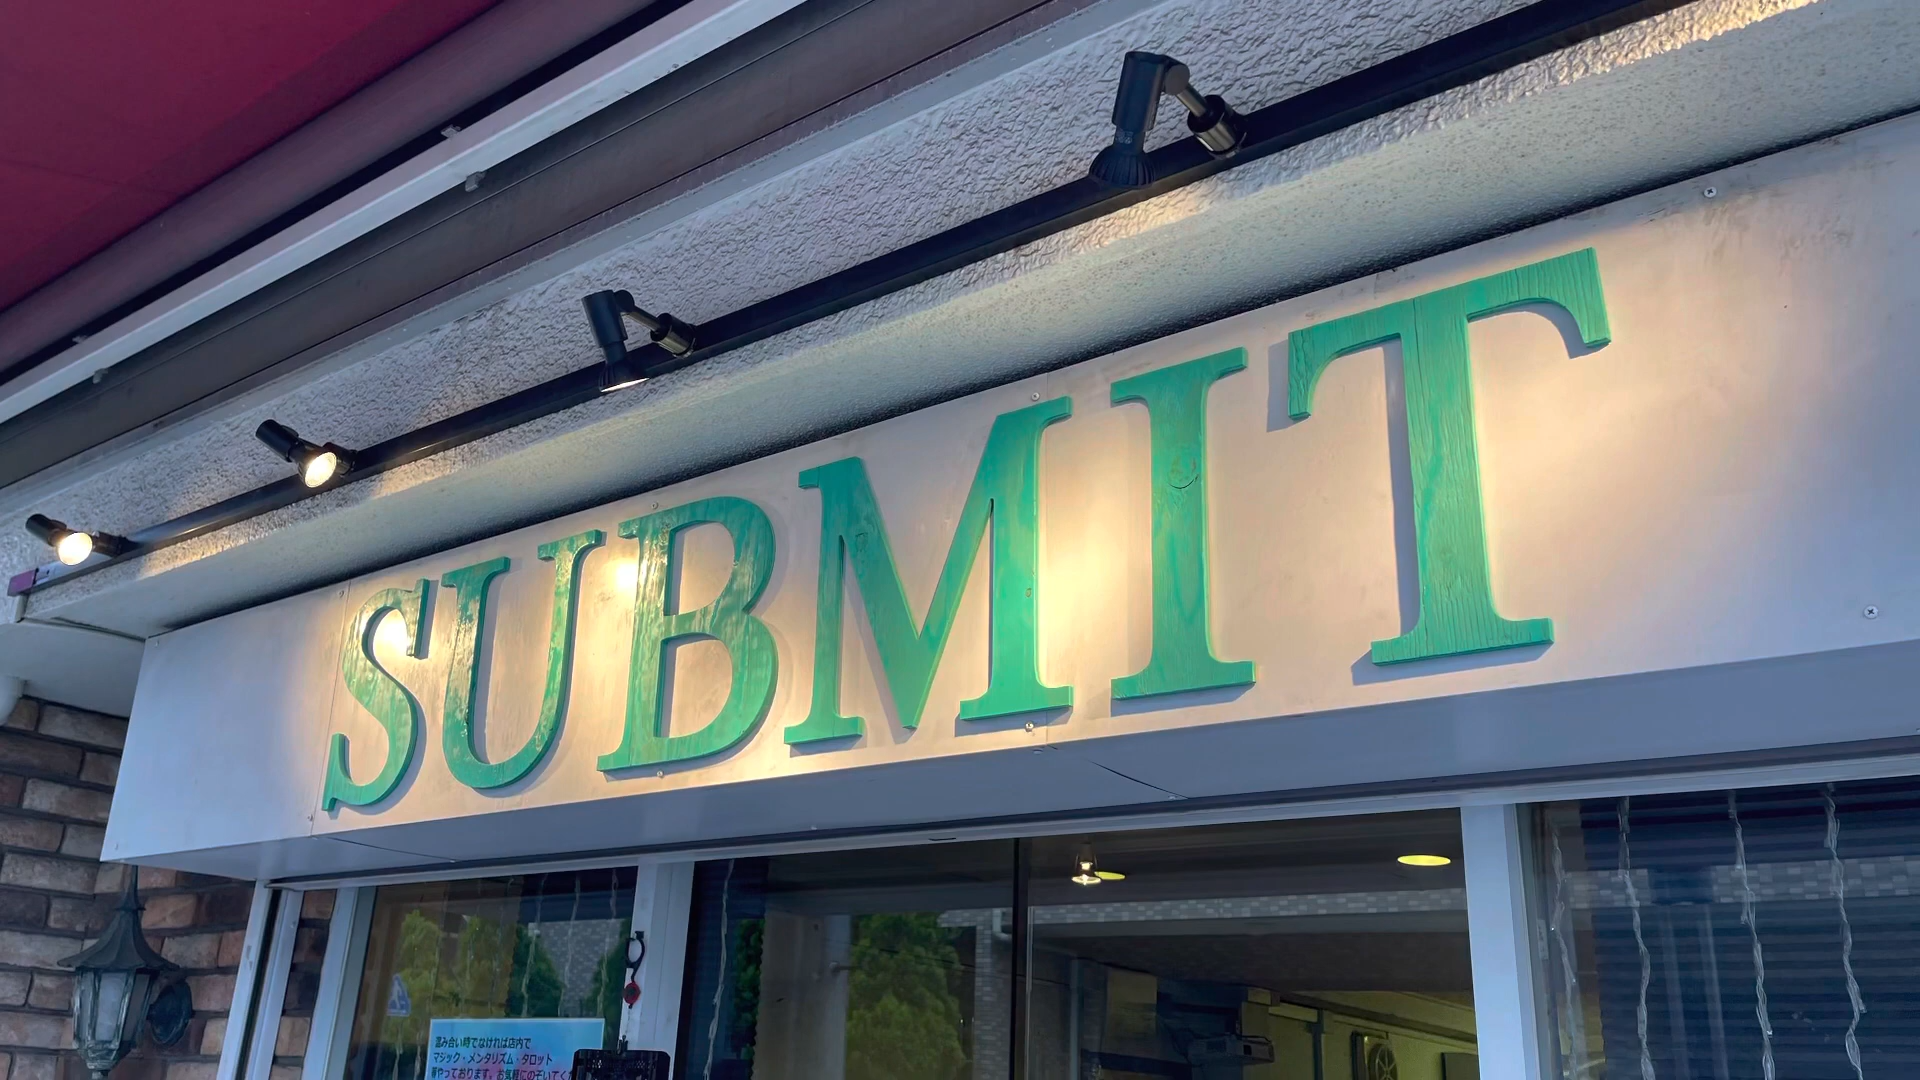 SUBMIT
混み合い時でなければ店内で
マジック・メンタリズム・タロット
等やっております。お気軽にのぞいてくだ